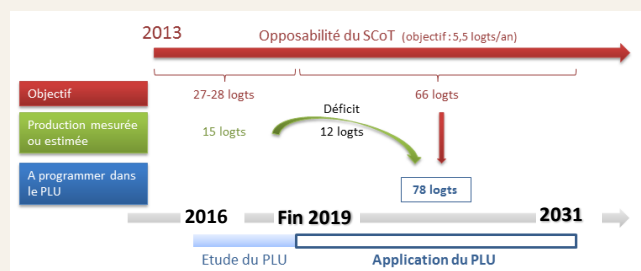 2013
Opposabilité du SCoT (objectif : 5,5 logts/an)
Objectif
27-28 logts
66 logts
Production mesurée
ou estimée
15 logts
Déficit
12 logts
A programmer dans
le PLU
78 logts
2016
Fin 2019
2031
Etude du PLU
Application du PLU